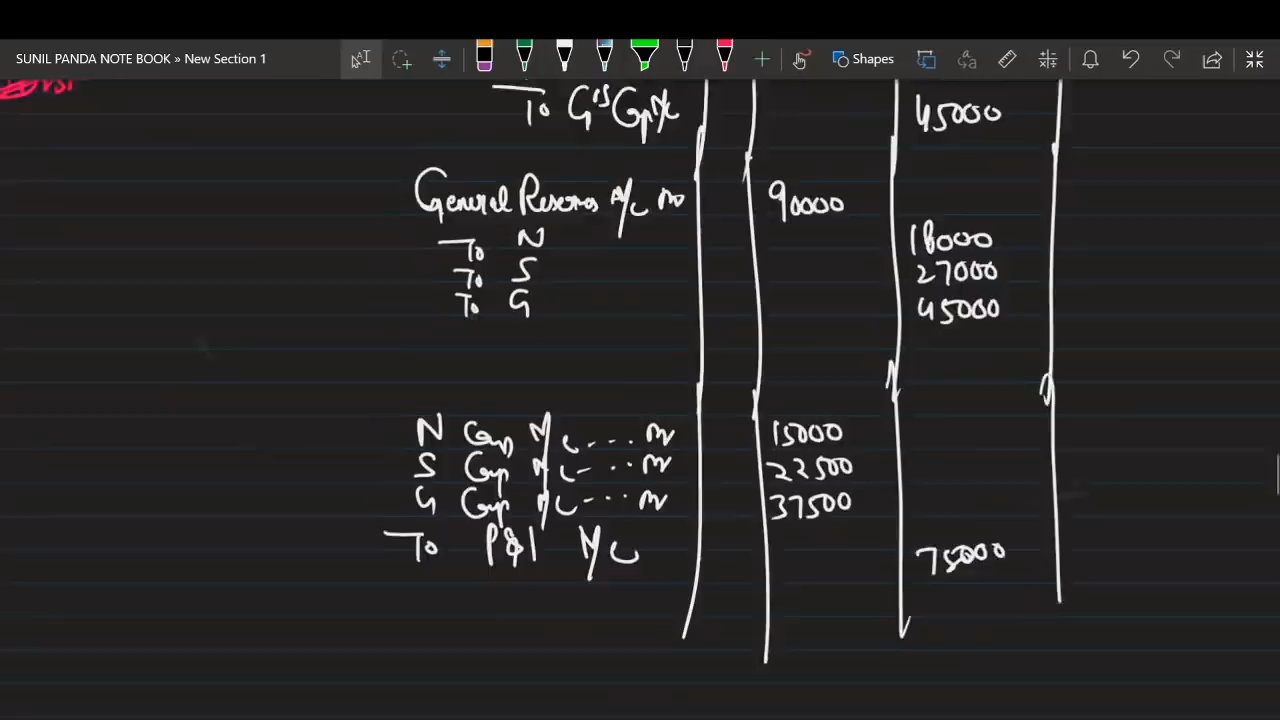 SUNIL PANDA NOTE BOOK » New Section 1
Shapes
To G's Cap A/c 45000
General Reserves A/C Dr 90000
To N 18000
To S 27000
To G 45000
N Cap A/C .... Dr 15000
S Cap A/C .... Dr 22500
G Cap A/C .... Dr 37500
To P&L A/C 75000